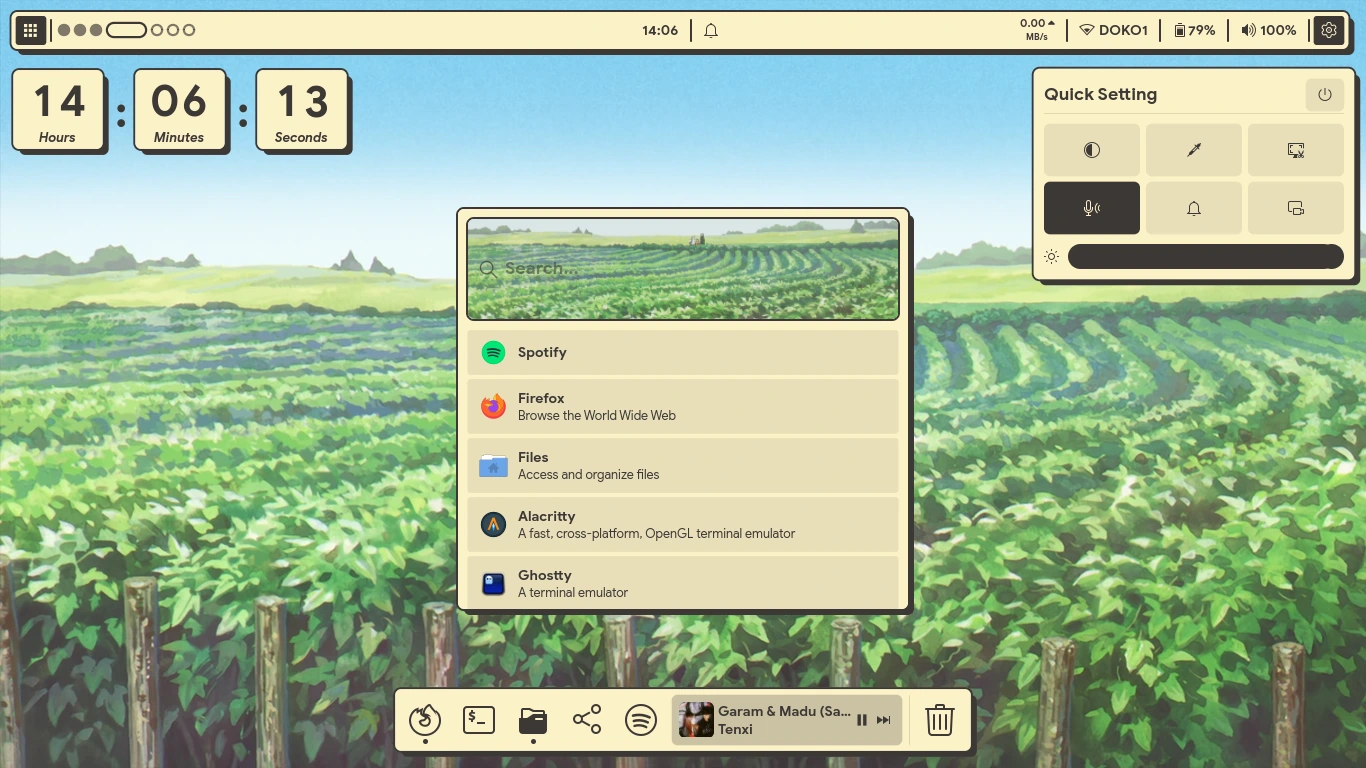 14:06
0.00
MB/s
DOKO1
79%
100%
14
Hours
:
06
Minutes
:
13
Seconds
Quick Setting
Search...
Spotify
Firefox
Browse the World Wide Web
Files
Access and organize files
Alacritty
A fast, cross-platform, OpenGL terminal emulator
Ghostty
A terminal emulator
$_
Garam & Madu (Sa...
Tenxi